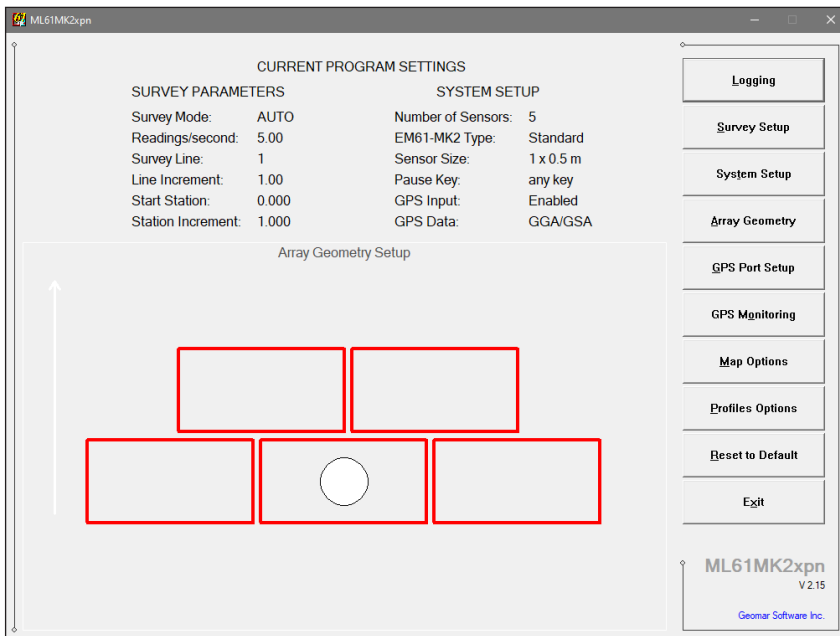 ML61MK2xpn
CURRENT PROGRAM SETTINGS
SURVEY PARAMETERS
Survey Mode: AUTO
Readings/second: 5.00
Survey Line: 1
Line Increment: 1.00
Start Station: 0.000
Station Increment: 1.000
SYSTEM SETUP
Number of Sensors: 5
EM61-MK2 Type: Standard
Sensor Size: 1 x 0.5 m
Pause Key: any key
GPS Input: Enabled
GPS Data: GGA/GSA
Array Geometry Setup
Logging
Survey Setup
System Setup
Array Geometry
GPS Port Setup
GPS Monitoring
Map Options
Profiles Options
Reset to Default
Exit
ML61MK2xpn
V 2.15
Geomar Software Inc.